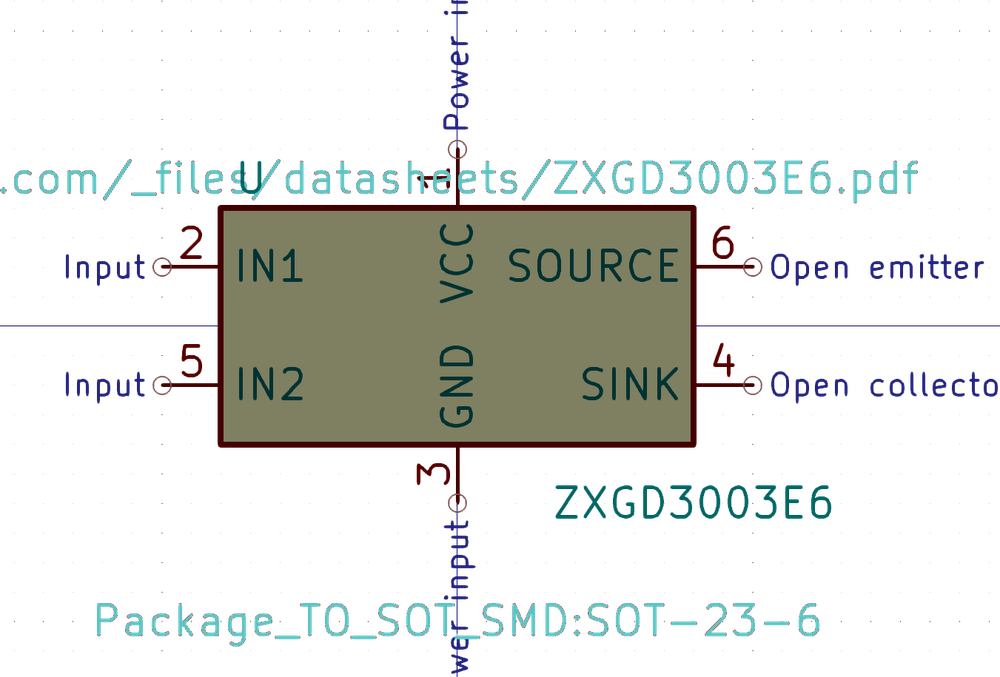 Power in
.com/_files/datasheets/ZXGD3003E6.pdf
U
1
2
6
Input
IN1
VCC
SOURCE
Open emitter
5
4
Input
IN2
GND
SINK
Open collecto
3
ZXGD3003E6
wer input
Package_TO_SOT_SMD:SOT-23-6